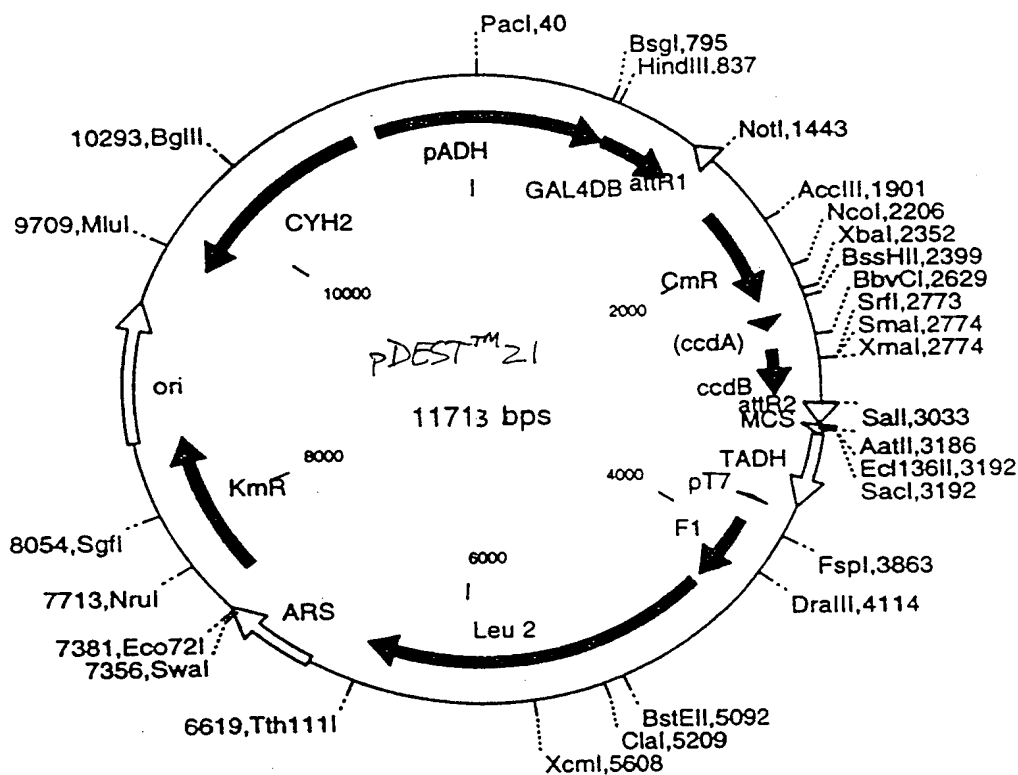 PacI,40
BsgI,795
HindIII.837
NotI,1443
AccIII,1901
NcoI,2206
XbaI,2352
BssHII,2399
BbvCI,2629
SrfI,2773
SmaI,2774
XmaI,2774
SalI,3033
AatII,3186
Ecl136II,3192
SacI,3192
FspI,3863
DraIII,4114
BstEII,5092
ClaI,5209
XcmI,5608
6619,Tth111I
7356,SwaI
7381,Eco72I
7713,NruI
8054,SgfI
9709,MluI
10293,BglII
pADH
GAL4DB
attR1
CmR
(ccdA)
ccdB
attR2
MCS
TADH
pT7
F1
Leu 2
ARS
KmR
ori
CYH2
2000
4000
6000
8000
10000
pDEST™21
11713 bps